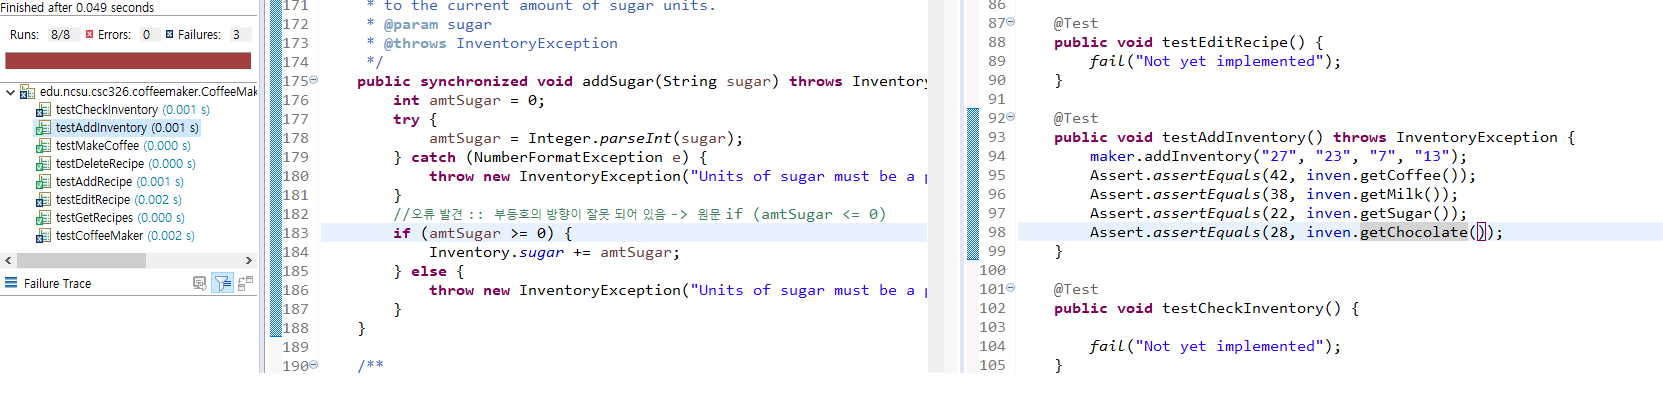 Finished after 0.049 seconds
Runs: 8/8 Errors: 0 Failures: 3
edu.ncsu.csc326.coffeemaker.CoffeeMak
testCheckInventory (0.001 s)
testAddInventory (0.001 s)
testMakeCoffee (0.000 s)
testDeleteRecipe (0.000 s)
testAddRecipe (0.001 s)
testEditRecipe (0.002 s)
testGetRecipes (0.000 s)
testCoffeeMaker (0.002 s)
Failure Trace
171 * to the current amount of sugar units.
172 * @param sugar
173 * @throws InventoryException
174 */
175 public synchronized void addSugar(String sugar) throws Inventory
176 int amtSugar = 0;
177 try {
178 amtSugar = Integer.parseInt(sugar);
179 } catch (NumberFormatException e) {
180 throw new InventoryException("Units of sugar must be a p
181 }
182 //오류 발견 :: 부등호의 방향이 잘못 되어 있음 -> 원문 if (amtSugar <= 0)
183 if (amtSugar >= 0) {
184 Inventory.sugar += amtSugar;
185 } else {
186 throw new InventoryException("Units of sugar must be a p
187 }
188 }
189
190 /**
86
87 @Test
88 public void testEditRecipe() {
89 fail("Not yet implemented");
90 }
91
92 @Test
93 public void testAddInventory() throws InventoryException {
94 maker.addInventory("27", "23", "7", "13");
95 Assert.assertEquals(42, inven.getCoffee());
96 Assert.assertEquals(38, inven.getMilk());
97 Assert.assertEquals(22, inven.getSugar());
98 Assert.assertEquals(28, inven.getChocolate());
99 }
100
101 @Test
102 public void testCheckInventory() {
103
104 fail("Not yet implemented");
105 }